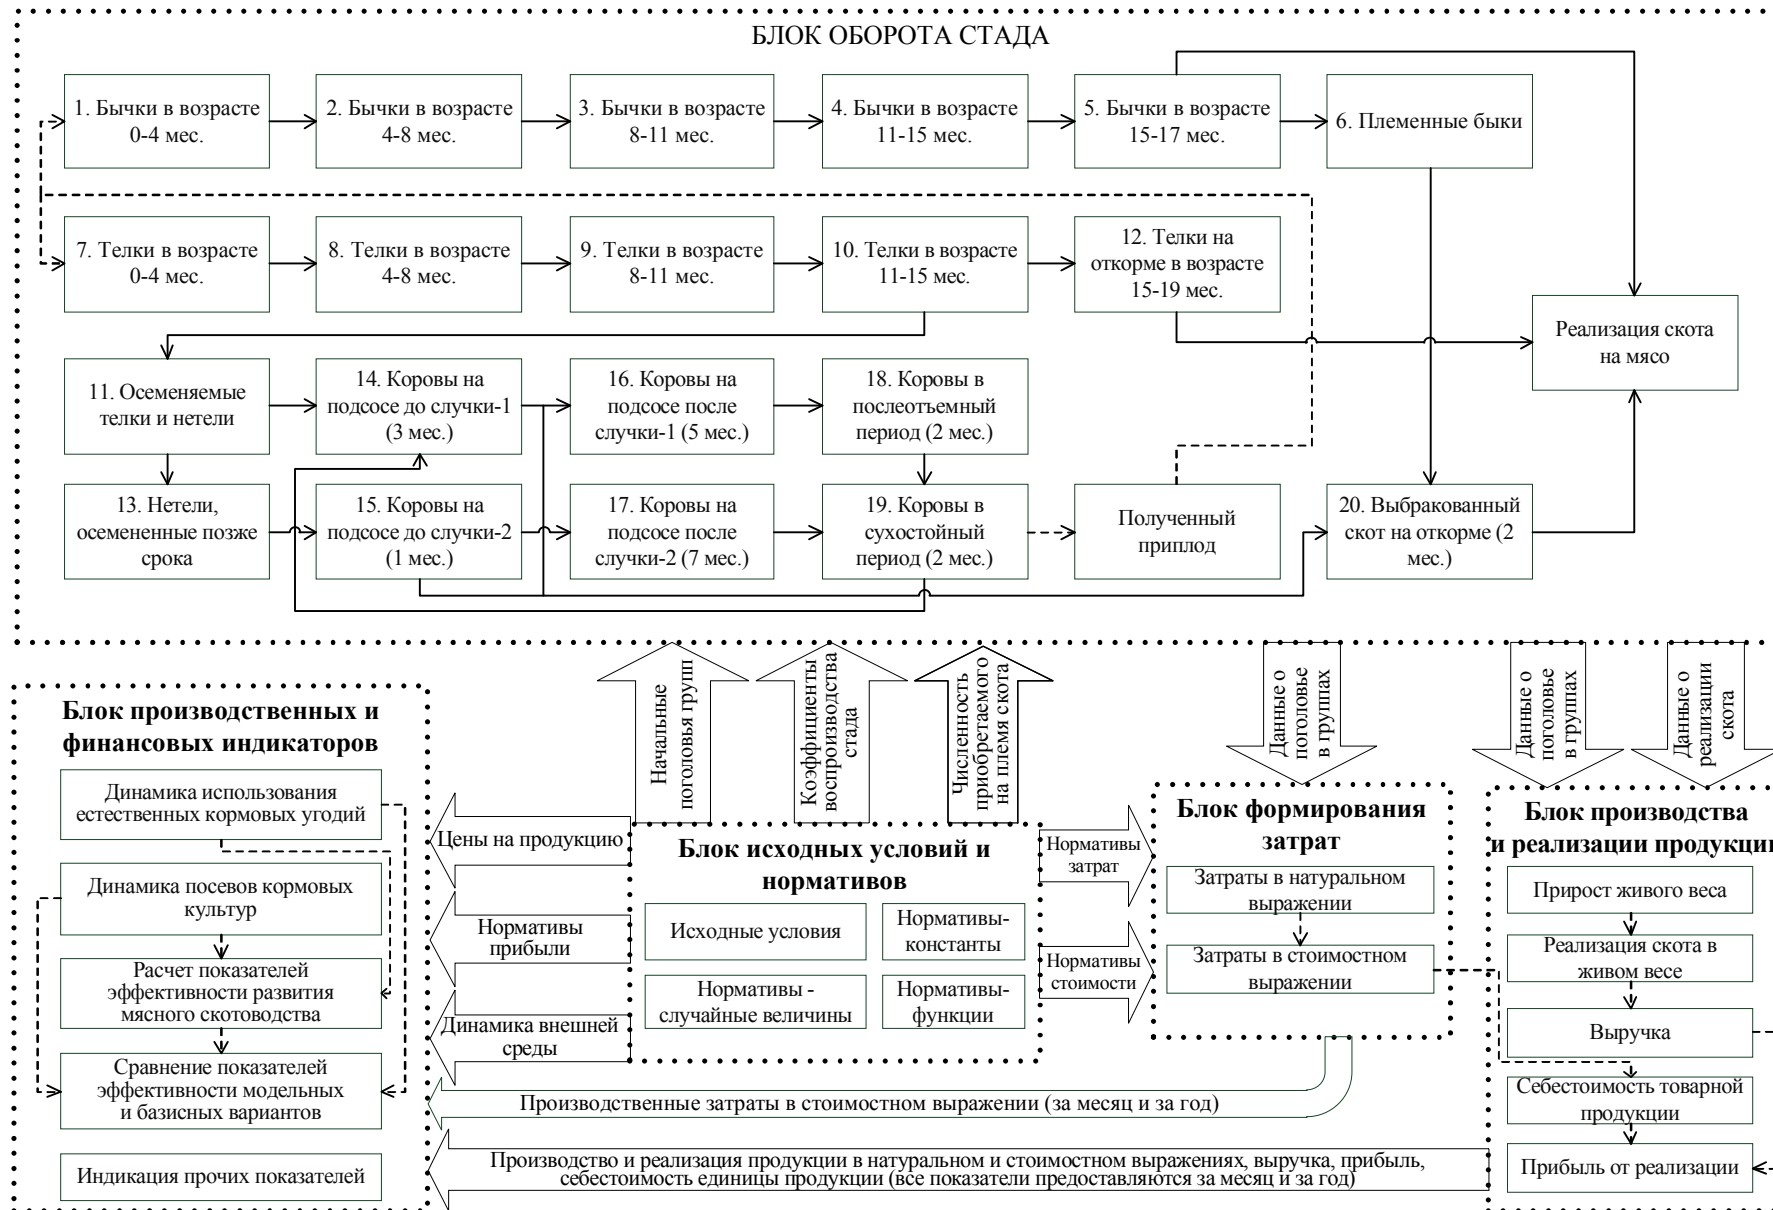 БЛОК ОБОРОТА СТАДА
1. Бычки в возрасте
0-4 мес.
2. Бычки в возрасте
4-8 мес.
3. Бычки в возрасте
8-11 мес.
4. Бычки в возрасте
11-15 мес.
5. Бычки в возрасте
15-17 мес.
6. Племенные быки
7. Телки в возрасте
0-4 мес.
8. Телки в возрасте
4-8 мес.
9. Телки в возрасте
8-11 мес.
10. Телки в возрасте
11-15 мес.
12. Телки на
откорме в возрасте
15-19 мес.
Реализация скота
на мясо
11. Осеменяемые
телки и нетели
14. Коровы на
подсосе до случки-1
(3 мес.)
16. Коровы на
подсосе после
случки-1 (5 мес.)
18. Коровы в
послеотъемный
период (2 мес.)
13. Нетели,
осемененные позже
срока
15. Коровы на
подсосе до случки-2
(1 мес.)
17. Коровы на
подсосе после
случки-2 (7 мес.)
19. Коровы в
сухостойный
период (2 мес.)
Полученный
приплод
20. Выбракованный
скот на откорме (2
мес.)
Начальные
поголовья групп
Коэффициенты
воспроизводства
стада
Численность
приобретаемого
на племя скота
Данные о
поголовье
в группах
Данные о
поголовье
в группах
Данные о
реализации
скота
Блок производственных и
финансовых индикаторов
Динамика использования
естественных кормовых угодий
Динамика посевов кормовых
культур
Расчет показателей
эффективности развития
мясного скотоводства
Сравнение показателей
эффективности модельных
и базисных вариантов
Индикация прочих показателей
Цены на продукцию
Нормативы
прибыли
Динамика внешней
среды
Блок исходных условий и
нормативов
Исходные условия
Нормативы-
константы
Нормативы -
случайные величины
Нормативы-
функции
Нормативы
затрат
Нормативы
стоимости
Блок формирования
затрат
Затраты в натуральном
выражении
Затраты в стоимостном
выражении
Блок производства
и реализации продукции
Прирост живого веса
Реализация скота в
живом весе
Выручка
Себестоимость товарной
продукции
Прибыль от реализации
Производственные затраты в стоимостном выражении (за месяц и за год)
Производство и реализация продукции в натуральном и стоимостном выражениях, выручка, прибыль,
себестоимость единицы продукции (все показатели предоставляются за месяц и за год)